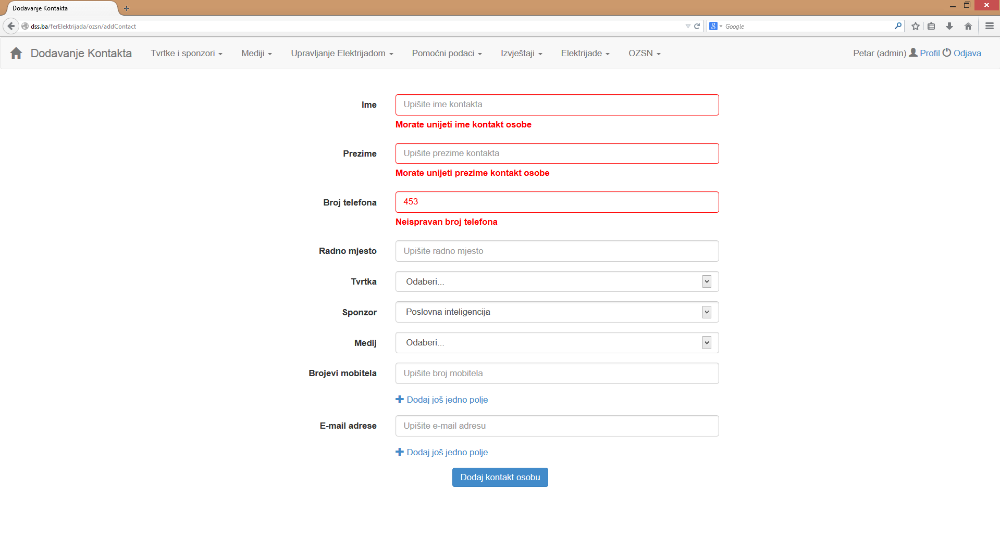 Dodavanje Kontakta
dss.ba/ferElektrijada/ozsn/addContact
Google
Dodavanje Kontakta Tvrtke i sponzori Mediji Upravljanje Elektrijadom Pomoćni podaci Izvještaji Elektrijade OZSN Petar (admin) Profil Odjava
Ime Upišite ime kontakta
Morate unijeti ime kontakt osobe
Prezime Upišite prezime kontakta
Morate unijeti prezime kontakt osobe
Broj telefona 453
Neispravan broj telefona
Radno mjesto Upišite radno mjesto
Tvrtka Odaberi...
Sponzor Poslovna inteligencija
Medij Odaberi...
Brojevi mobitela Upišite broj mobitela
Dodaj još jedno polje
E-mail adrese Upišite e-mail adresu
Dodaj još jedno polje
Dodaj kontakt osobu